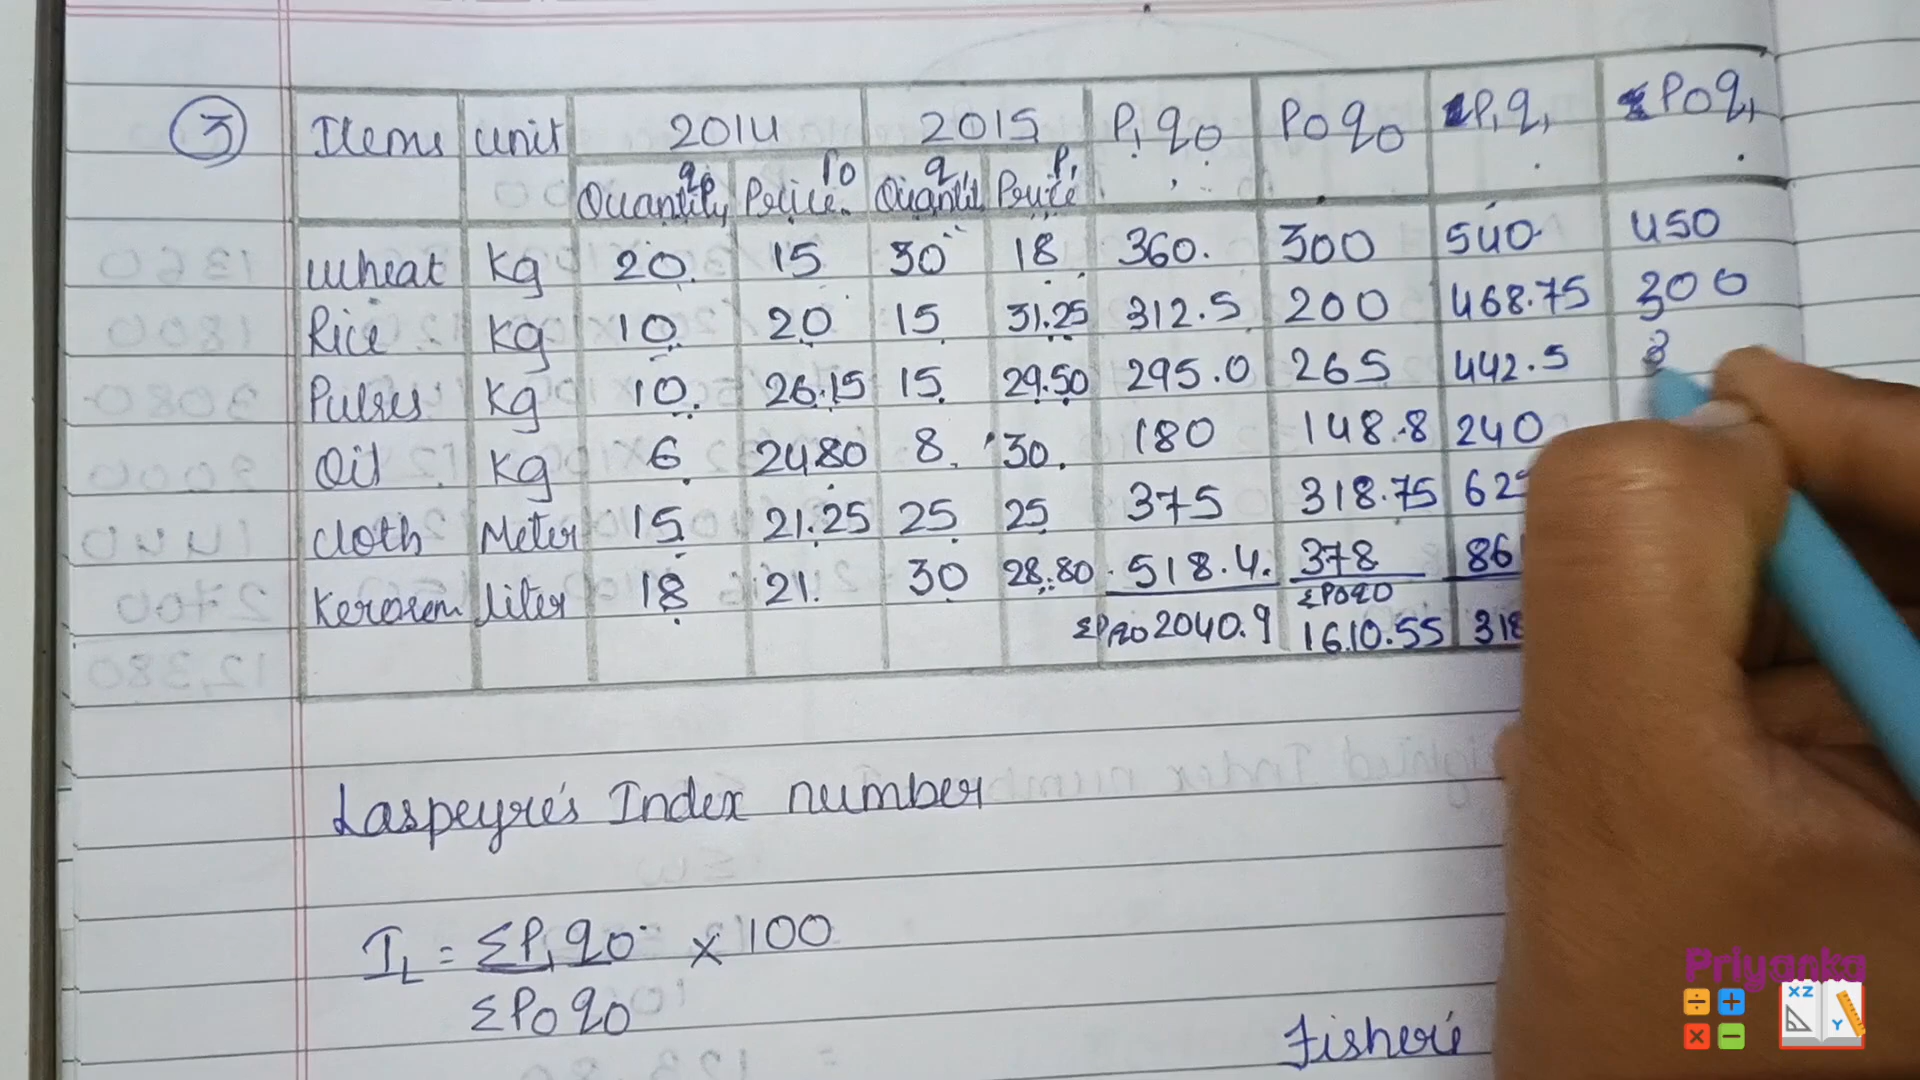 3 Items unit 2014 2015 P1q0 P0q0 P1q1 P0q1
Quantity q0 Price P0 Quantit q Price P1
wheat kg 20 15 30 18 360. 300 540 450
Rice kg 10 20 15 31.25 312.5 200 468.75 300
Pulses kg 10 26.15 15 29.50 295.0 265 442.5 3
Oil kg 6 24.80 8 30 180 148.8 240
cloth Meter 15 21.25 25 25 375 318.75
Kerosen liter 18 21 30 28.80 518.4 378
ΣP0q0
ΣP1q0 2040.9 1610.55
Laspeyre's Index number
IL = ΣP1q0 × 100
ΣP0q0
Fisher's
Priyanka
XZ
Y